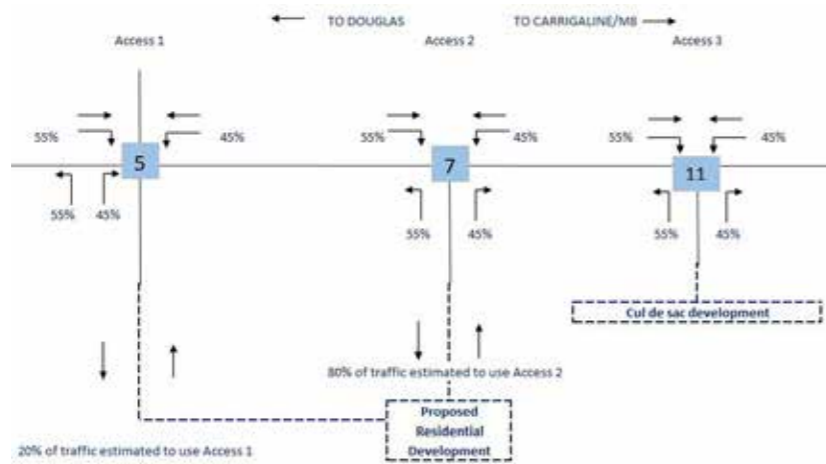 TO DOUGLAS
TO CARRIGALINE/M8
Access 1
Access 2
Access 3
55%
45%
55%
45%
55%
45%
5
7
11
55%
45%
55%
45%
55%
45%
Cul de sac development
80% of traffic estimated to use Access 2
Proposed
Residential
Development
20% of traffic estimated to use Access 1